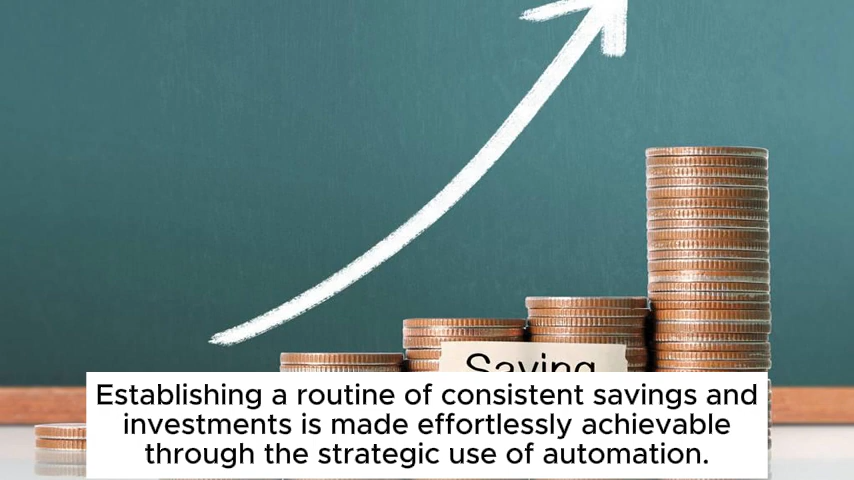 Saving
Establishing a routine of consistent savings and
investments is made effortlessly achievable
through the strategic use of automation.